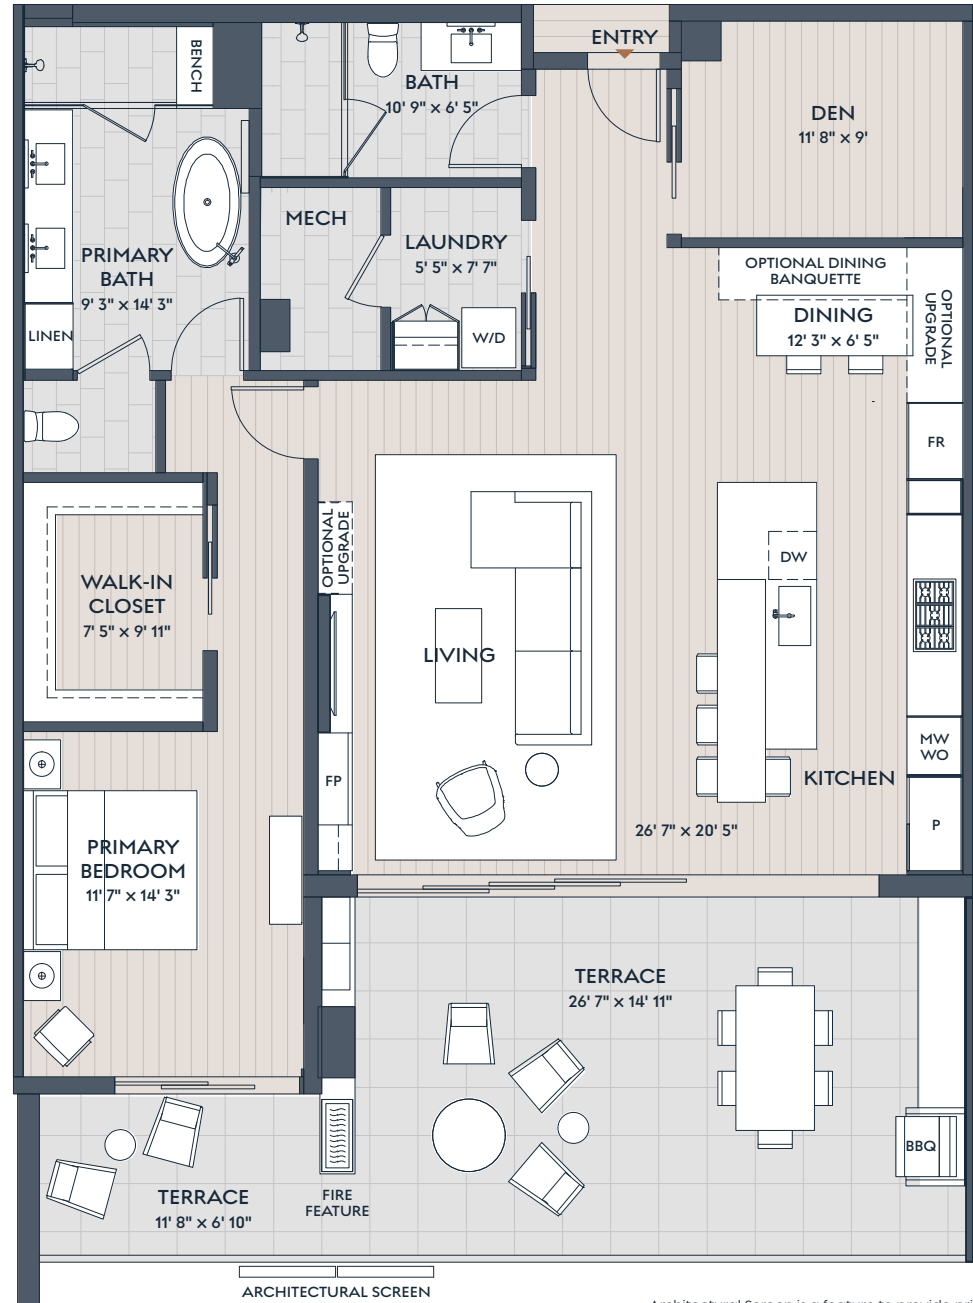 ENTRY
BENCH
BATH
10' 9" x 6' 5"
DEN
11' 8" x 9'
MECH
LAUNDRY
5' 5" x 7' 7"
PRIMARY
BATH
9' 3" x 14' 3"
OPTIONAL DINING
BANQUETTE
DINING
12' 3" x 6' 5"
OPTIONAL
UPGRADE
LINEN
W/D
FR
OPTIONAL
UPGRADE
DW
WALK-IN
CLOSET
7' 5" x 9' 11"
LIVING
MW
WO
FP
KITCHEN
26' 7" x 20' 5"
P
PRIMARY
BEDROOM
11' 7" x 14' 3"
TERRACE
26' 7" x 14' 11"
BBQ
TERRACE
11' 8" x 6' 10"
FIRE
FEATURE
ARCHITECTURAL SCREEN